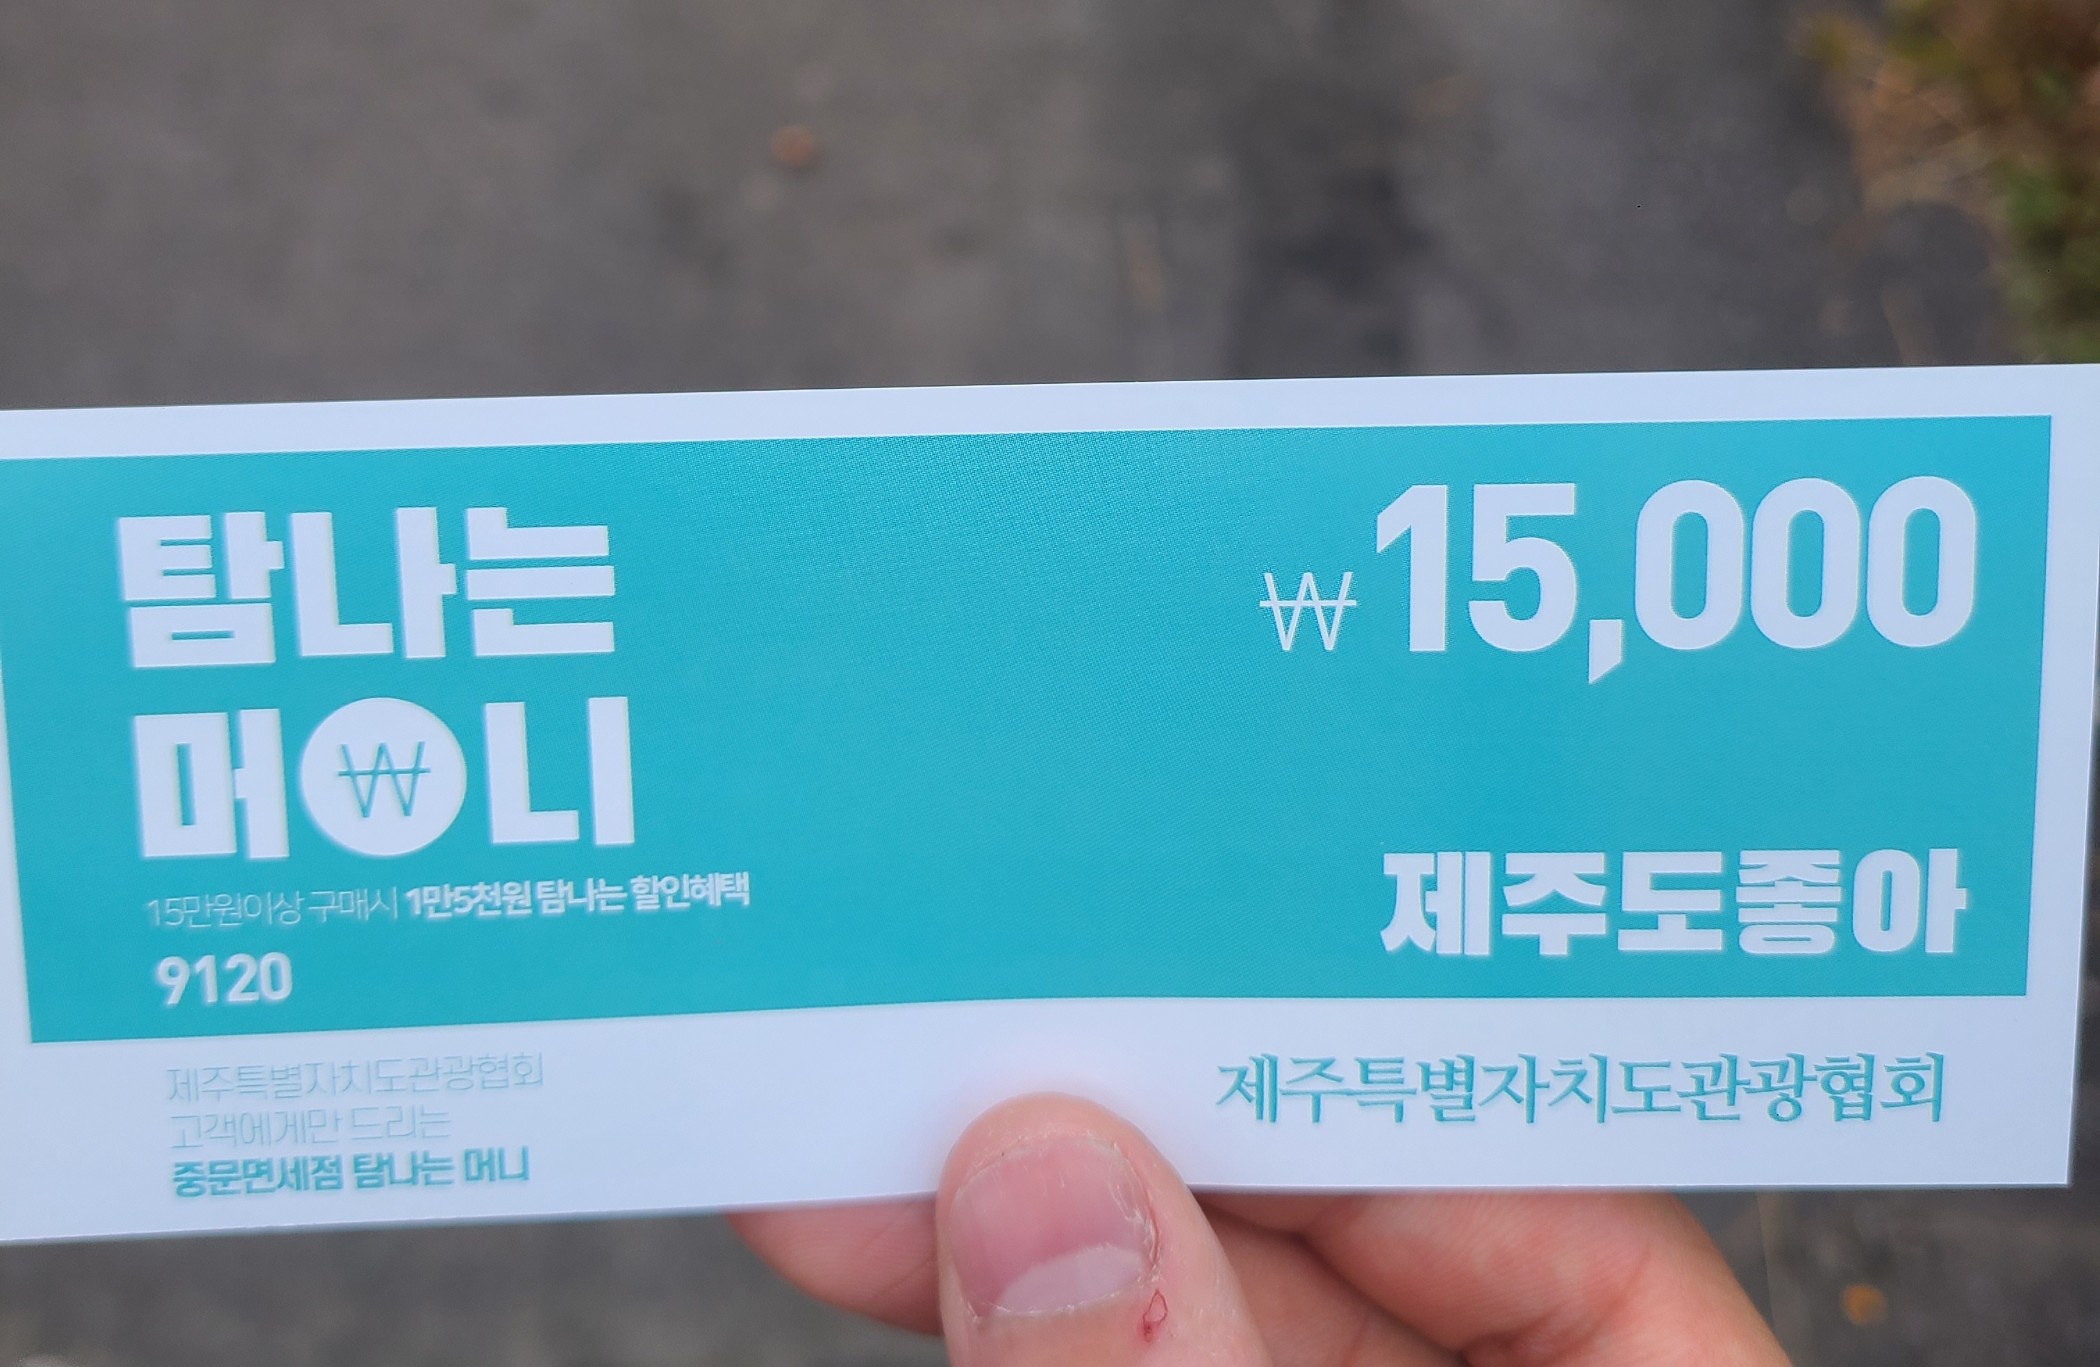 탐나는
머₩니
15만원이상 구매시 1만5천원 탐나는 할인혜택
9120
₩15,000
제주도좋아
제주특별자치도관광협회
고객에게만 드리는
중문면세점 탐나는 머니
제주특별자치도관광협회